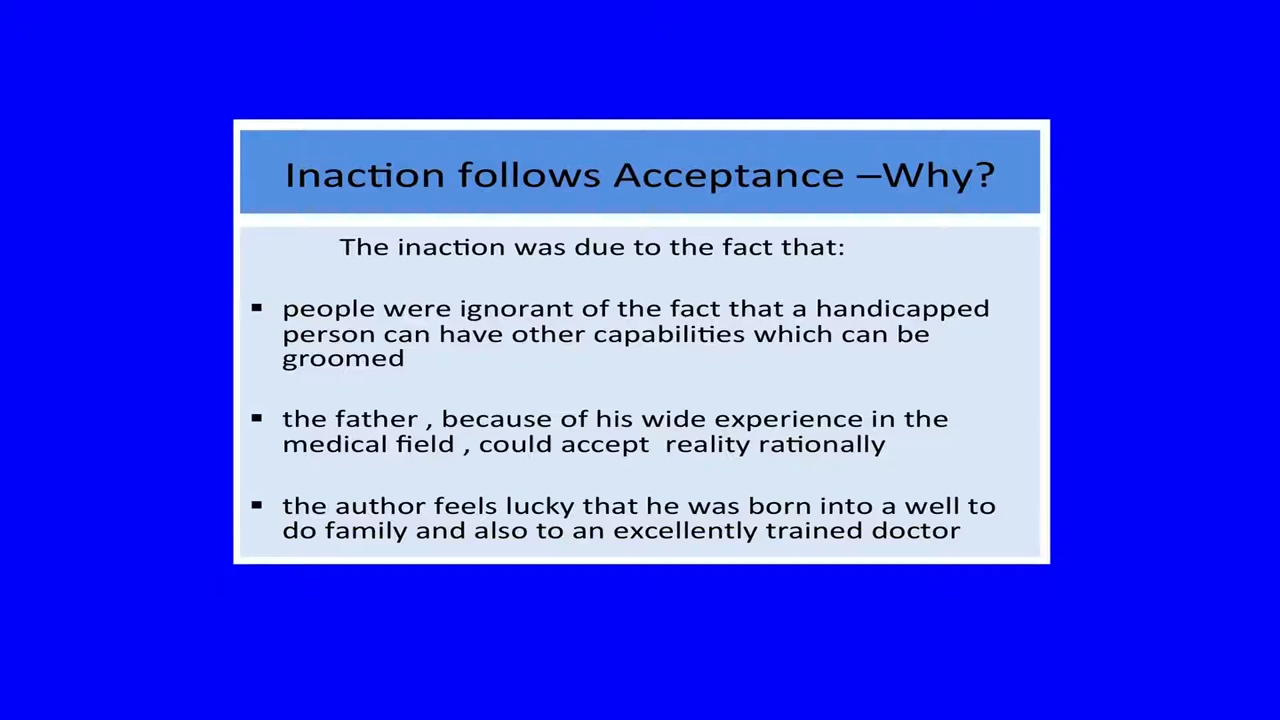 Inaction follows Acceptance –Why?
The inaction was due to the fact that:
▪ people were ignorant of the fact that a handicapped
person can have other capabilities which can be
groomed
▪ the father , because of his wide experience in the
medical field , could accept  reality rationally
▪ the author feels lucky that he was born into a well to
do family and also to an excellently trained doctor